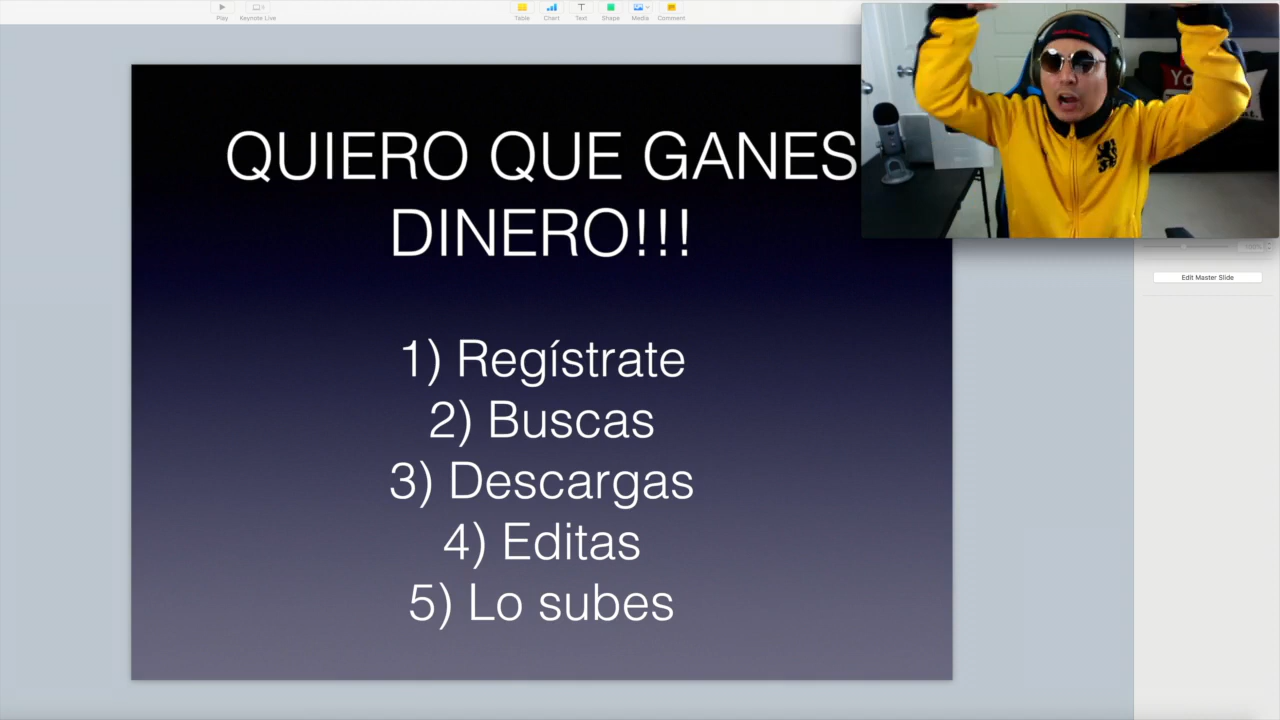 Play
Keynote Live
Table
Chart
Text
Shape
Media
Comment
QUIERO QUE GANES
DINERO!!!
1) Regístrate
2) Buscas
3) Descargas
4) Editas
5) Lo subes
Edit Master Slide